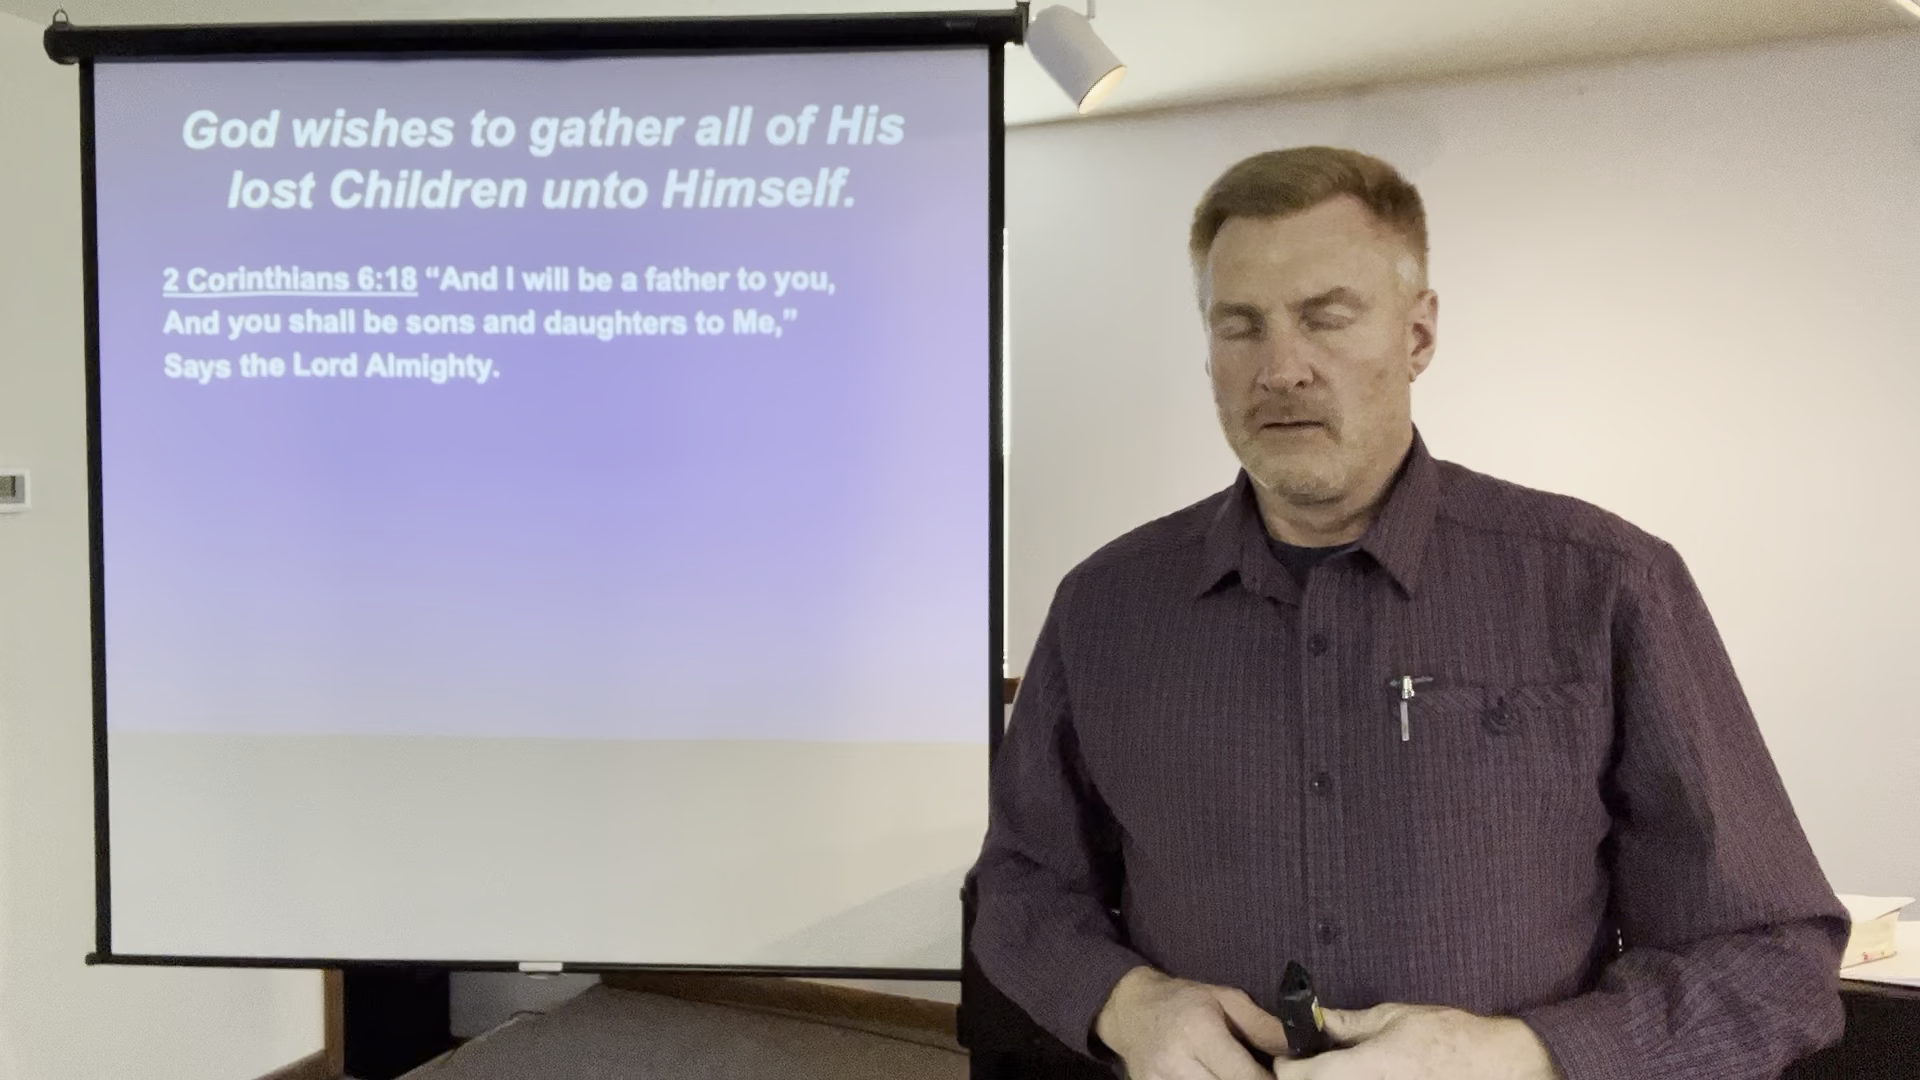 God wishes to gather all of His
lost Children unto Himself.
2 Corinthians 6:18 “And I will be a father to you,
And you shall be sons and daughters to Me,”
Says the Lord Almighty.